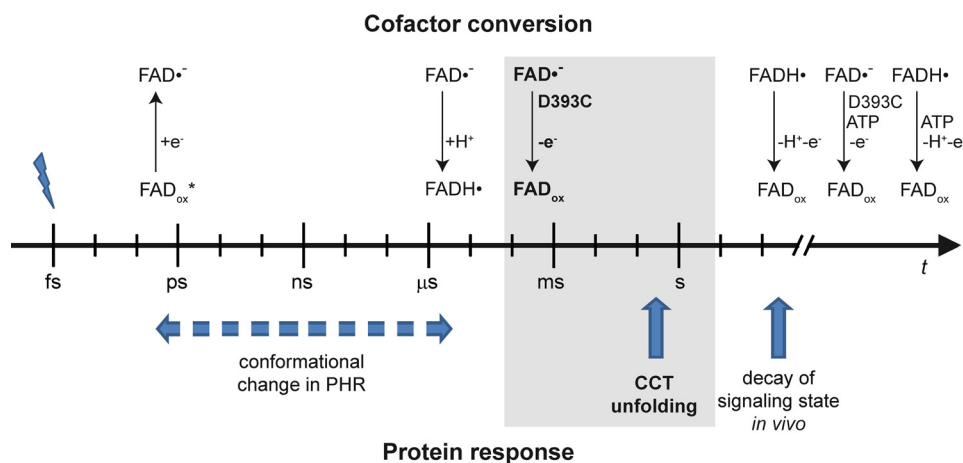 Cofactor conversion
FAD•⁻ FAD•⁻ FAD•⁻ FADH• FAD•⁻ FADH•
D393C D393C ATP
ATP
+e⁻ +H⁺ -e⁻ -H⁺-e⁻ -e⁻ -H⁺-e
FADₒₓ* FADH• FADₒₓ FADₒₓ FADₒₓ FADₒₓ
fs ps ns μs ms s t
conformational
change in PHR
CCT
unfolding
decay of
signaling state
in vivo
Protein response